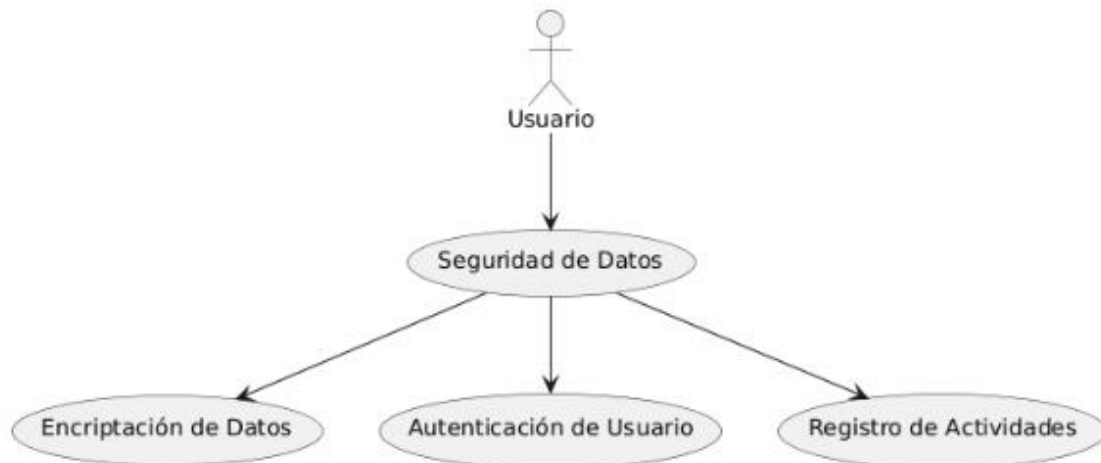 Usuario
Seguridad de Datos
Encriptación de Datos
Autenticación de Usuario
Registro de Actividades